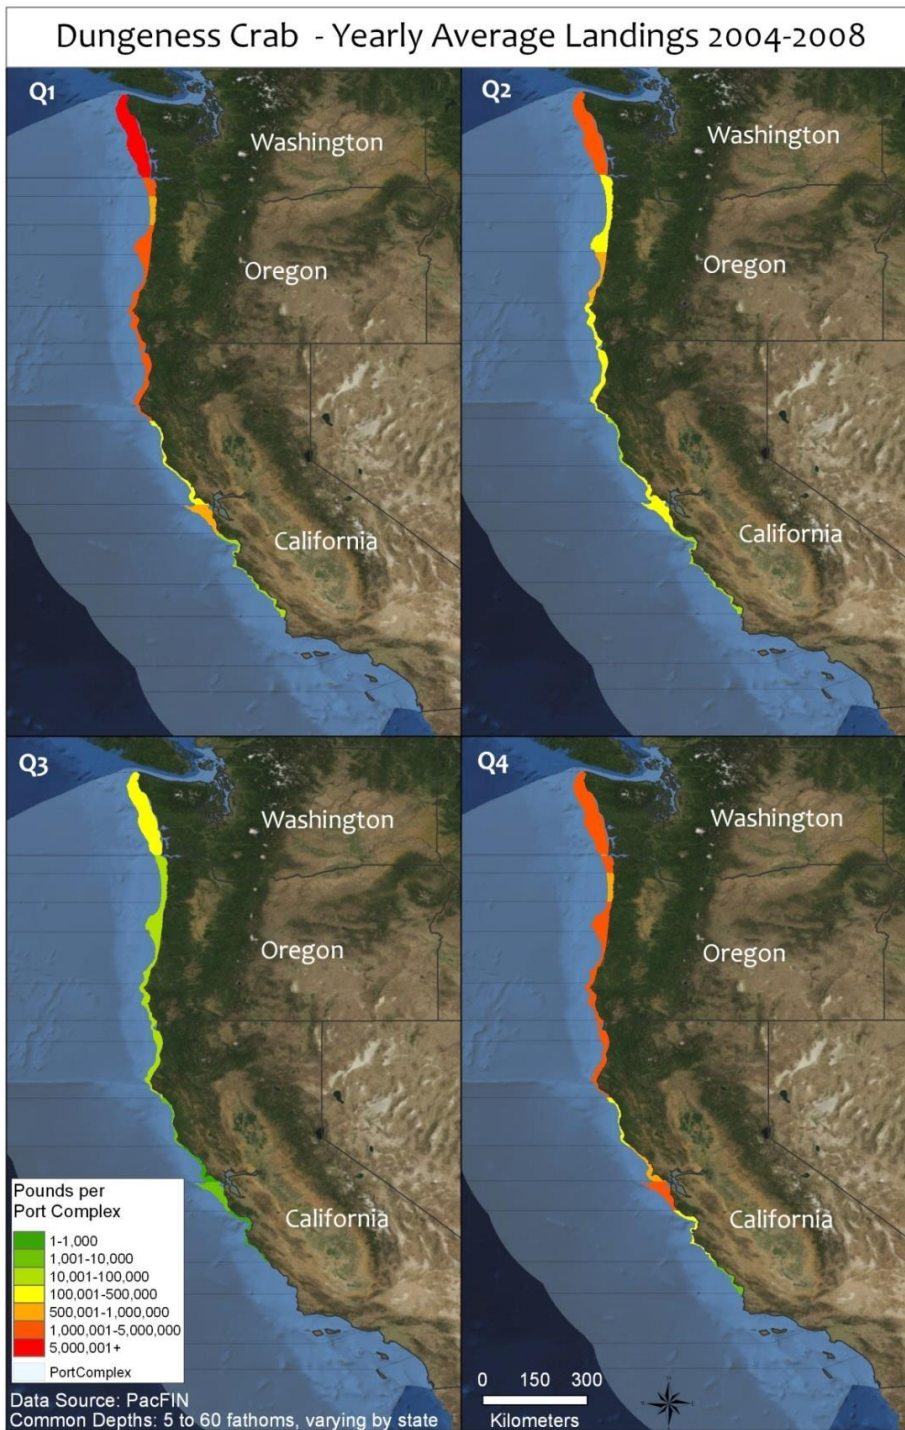 Dungeness Crab - Yearly Average Landings 2004-2008
Q1
Washington
Oregon
California
Q2
Washington
Oregon
California
Q3
Washington
Oregon
California
Pounds per
Port Complex
1-1,000
1,001-10,000
10,001-100,000
100,001-500,000
500,001-1,000,000
1,000,001-5,000,000
5,000,001+
PortComplex
Data Source: PacFIN
Common Depths: 5 to 60 fathoms, varying by state
Q4
Washington
Oregon
California
0 150 300
Kilometers